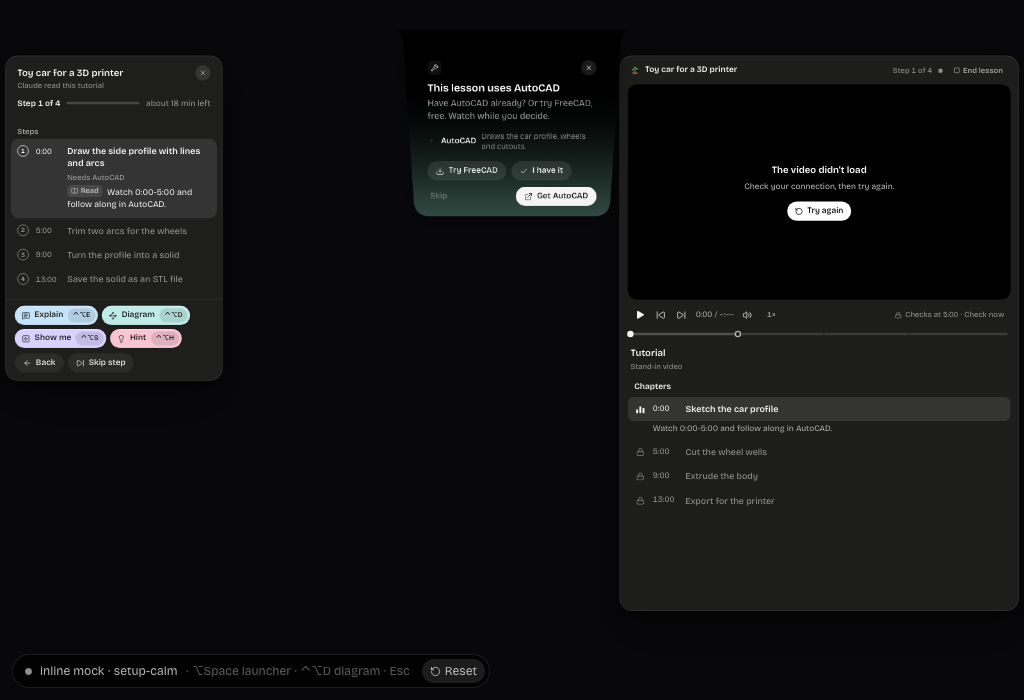 Toy car for a 3D printer
Claude read this tutorial
Step 1 of 4
about 18 min left
Steps
1 0:00 Draw the side profile with lines and arcs
Needs AutoCAD
Read Watch 0:00-5:00 and follow along in AutoCAD.
2 5:00 Trim two arcs for the wheels
3 9:00 Turn the profile into a solid
4 13:00 Save the solid as an STL file
Explain ^⌥E
Diagram ^⌥D
Show me ^⌥S
Hint ^⌥H
Back
Skip step
This lesson uses AutoCAD
Have AutoCAD already? Or try FreeCAD,
free. Watch while you decide.
AutoCAD Draws the car profile, wheels
and cutouts.
Try FreeCAD
I have it
Skip
Get AutoCAD
Toy car for a 3D printer
Step 1 of 4
End lesson
The video didn't load
Check your connection, then try again.
Try again
0:00 / –:––
1×
Checks at 5:00 · Check now
Tutorial
Stand-in video
Chapters
0:00 Sketch the car profile
Watch 0:00-5:00 and follow along in AutoCAD.
5:00 Cut the wheel wells
9:00 Extrude the body
13:00 Export for the printer
inline mock · setup-calm · ⌥Space launcher · ^⌥D diagram · Esc
Reset